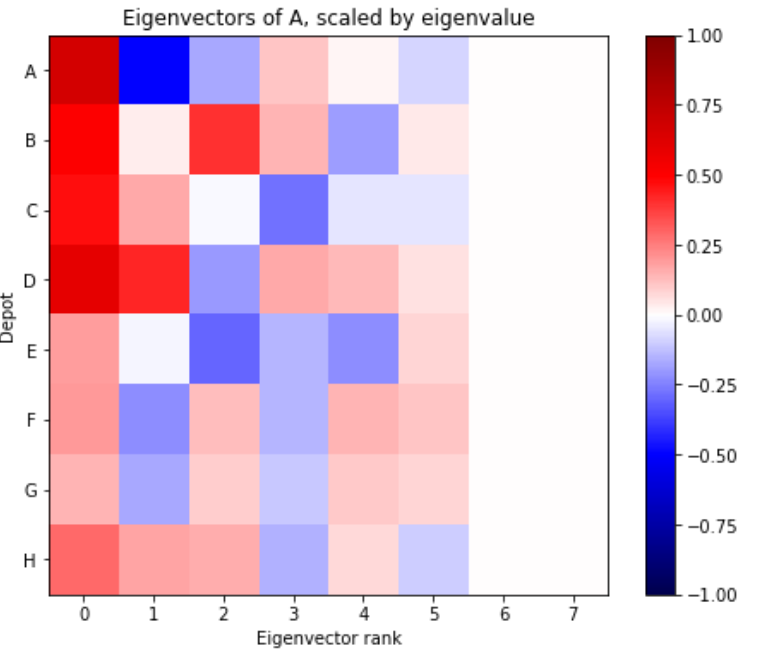 Eigenvectors of A, scaled by eigenvalue
Depot
A
B
C
D
E
F
G
H
0 1 2 3 4 5 6 7
Eigenvector rank
1.00
0.75
0.50
0.25
0.00
−0.25
−0.50
−0.75
−1.00